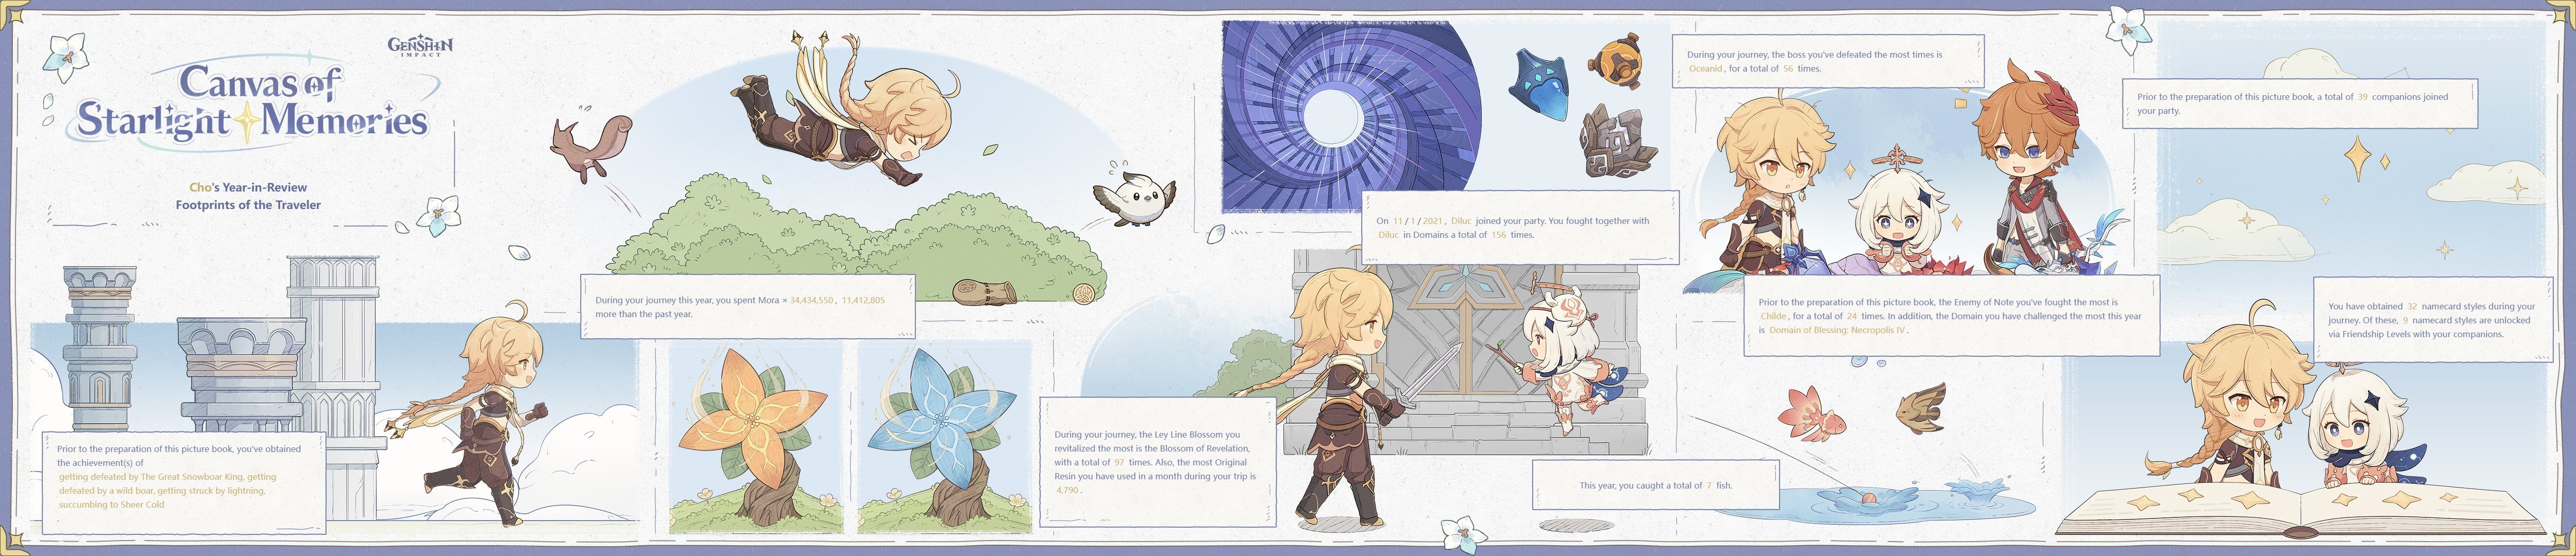 GENSHIN
IMPACT
Canvas of
Starlight Memories
Cho's Year-in-Review
Footprints of the Traveler
Prior to the preparation of this picture book, you've obtained
the achievement(s) of
getting defeated by The Great Snowboar King, getting
defeated by a wild boar, getting struck by lightning,
succumbing to Sheer Cold
.
During your journey this year, you spent Mora × 34,434,550, 11,412,805
more than the past year.
During your journey, the Ley Line Blossom you
revitalized the most is the Blossom of Revelation,
with a total of 97 times. Also, the most Original
Resin you have used in a month during your trip is
4,790.
On 11/1/2021, Diluc joined your party. You fought together with
Diluc in Domains a total of 156 times.
During your journey, the boss you've defeated the most times is
Oceanid, for a total of 56 times.
Prior to the preparation of this picture book, the Enemy of Note you've fought the most is
Childe, for a total of 24 times. In addition, the Domain you have challenged the most this year
is Domain of Blessing: Necropolis IV.
This year, you caught a total of 7 fish.
Prior to the preparation of this picture book, a total of 39 companions joined
your party.
You have obtained 32 namecard styles during your
journey. Of these, 9 namecard styles are unlocked
via Friendship Levels with your companions.